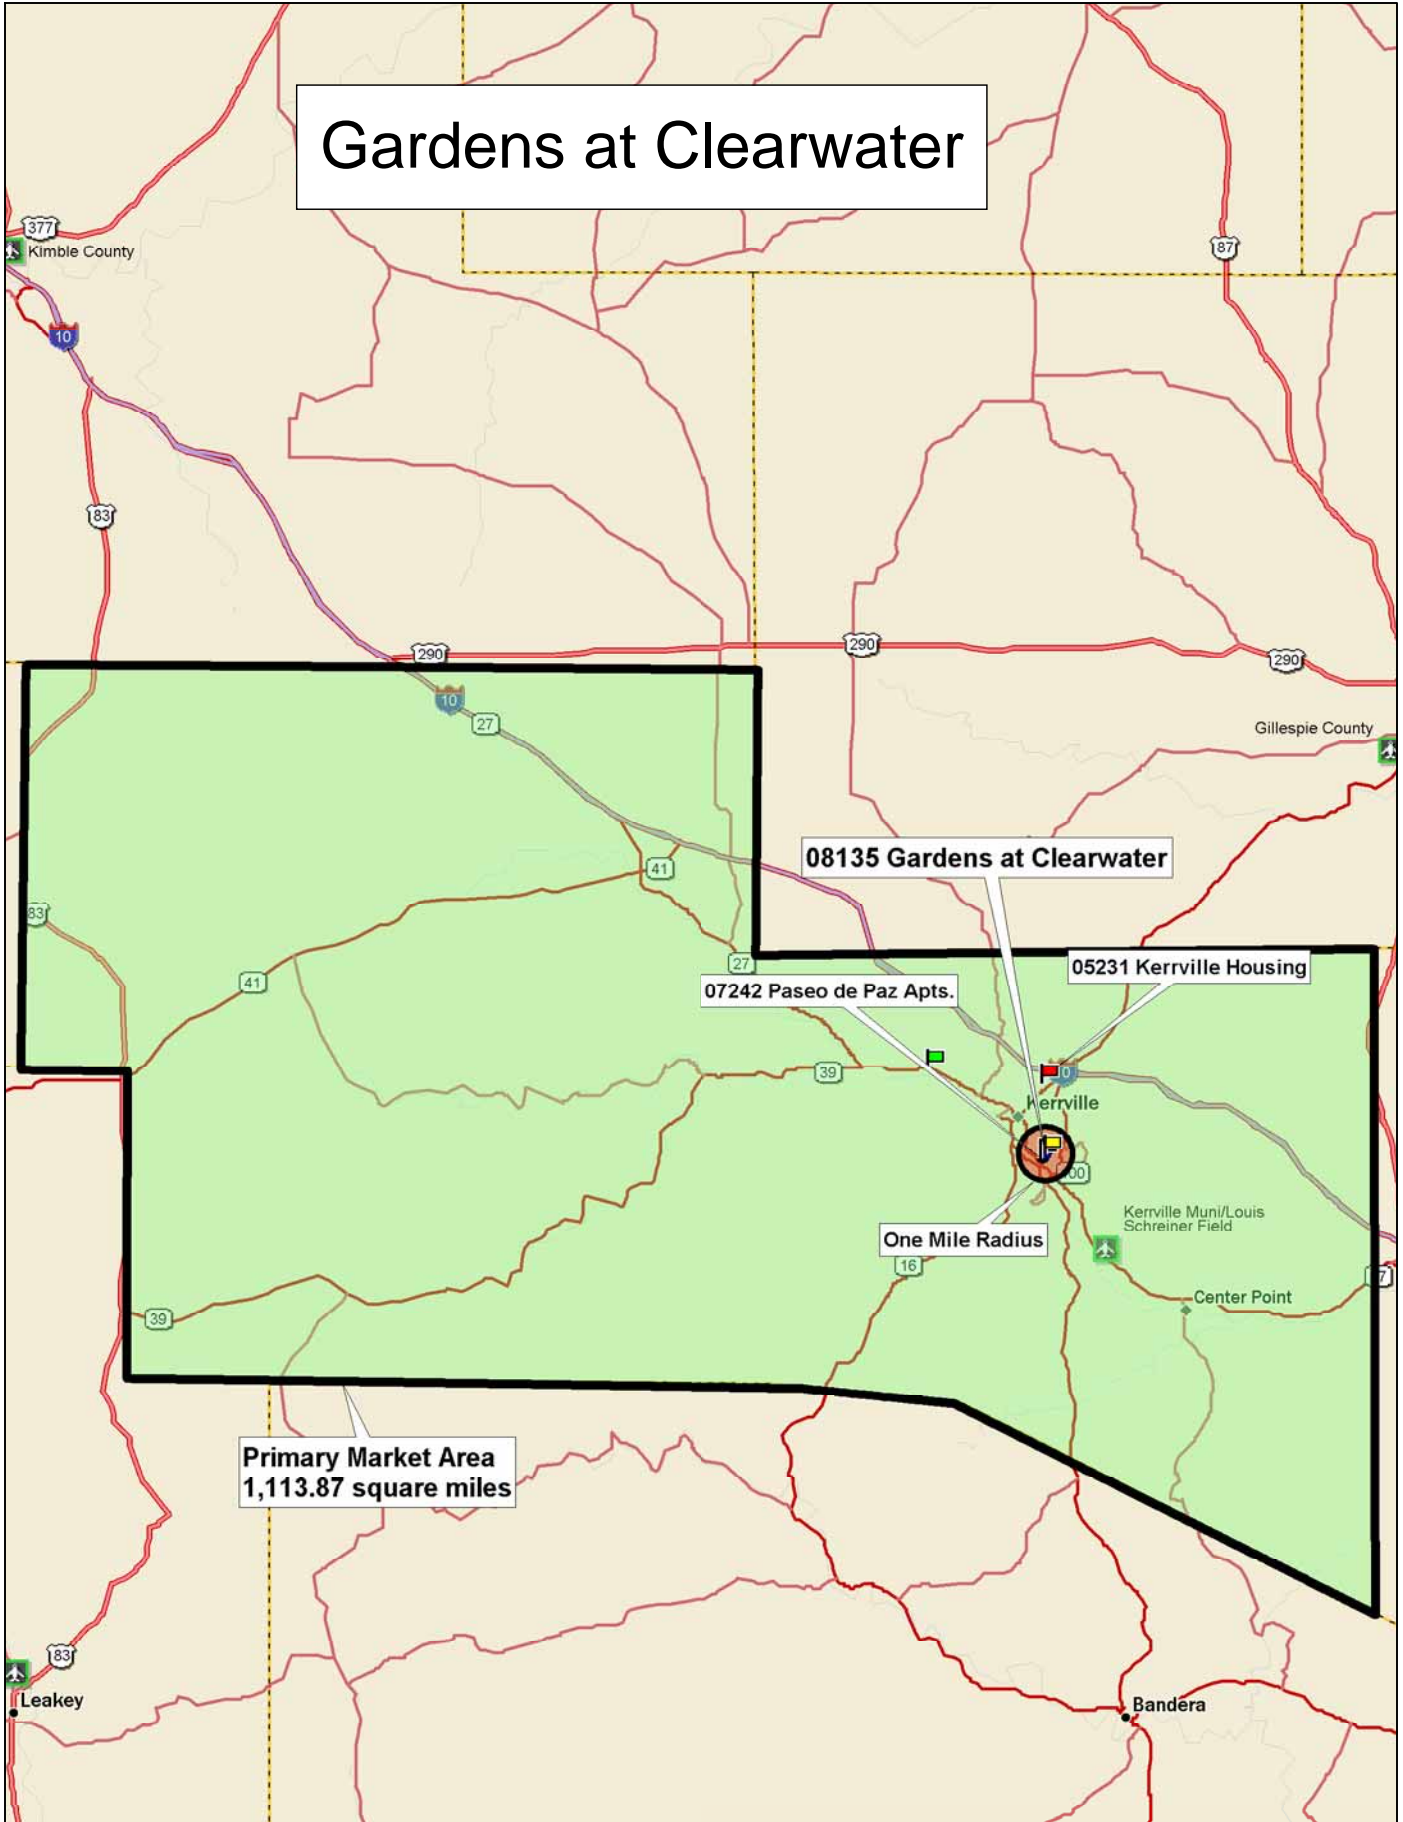 Gardens at Clearwater
377
Kimble County
87
10
83
290
290
290
10
27
Gillespie County
08135 Gardens at Clearwater
41
83
27
05231 Kerrville Housing
41
07242 Paseo de Paz Apts.
39
Kerrville
Kerrville Muni/Louis
Schreiner Field
One Mile Radius
16
Center Point
39
Primary Market Area
1,113.87 square miles
83
Leakey
Bandera